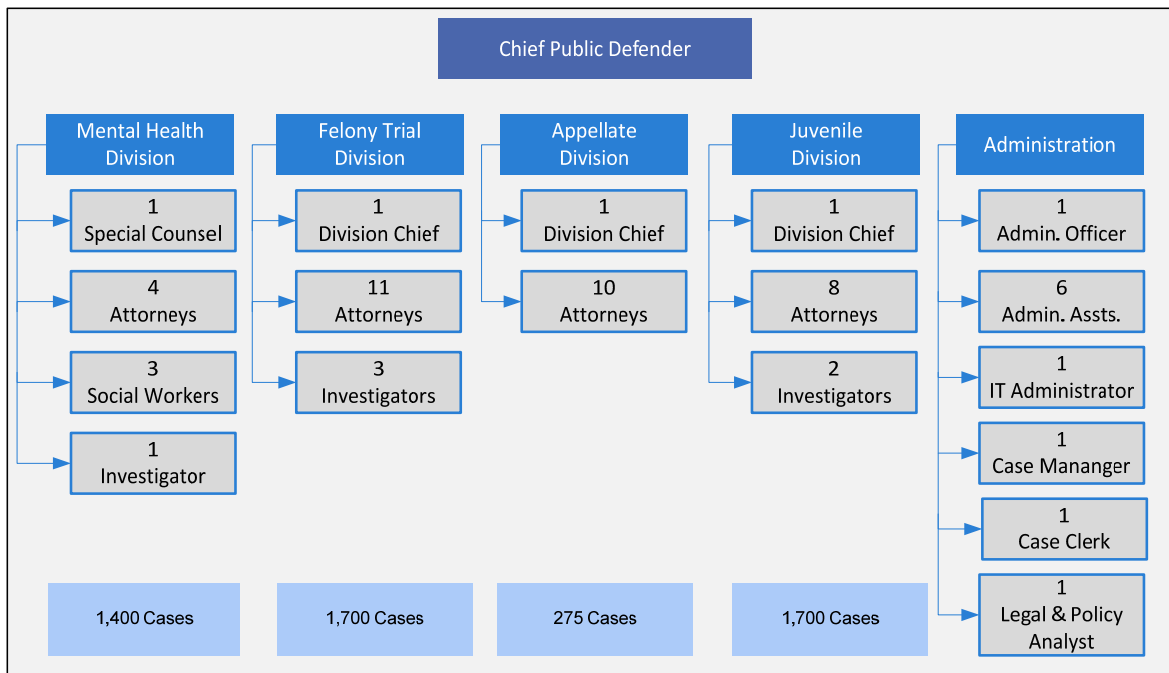 Chief Public Defender
Mental Health
Division
1
Special Counsel
4
Attorneys
3
Social Workers
1
Investigator
1,400 Cases
Felony Trial
Division
1
Division Chief
11
Attorneys
3
Investigators
1,700 Cases
Appellate
Division
1
Division Chief
10
Attorneys
275 Cases
Juvenile
Division
1
Division Chief
8
Attorneys
2
Investigators
1,700 Cases
Administration
1
Admin. Officer
6
Admin. Assts.
1
IT Administrator
1
Case Mananger
1
Case Clerk
1
Legal & Policy
Analyst